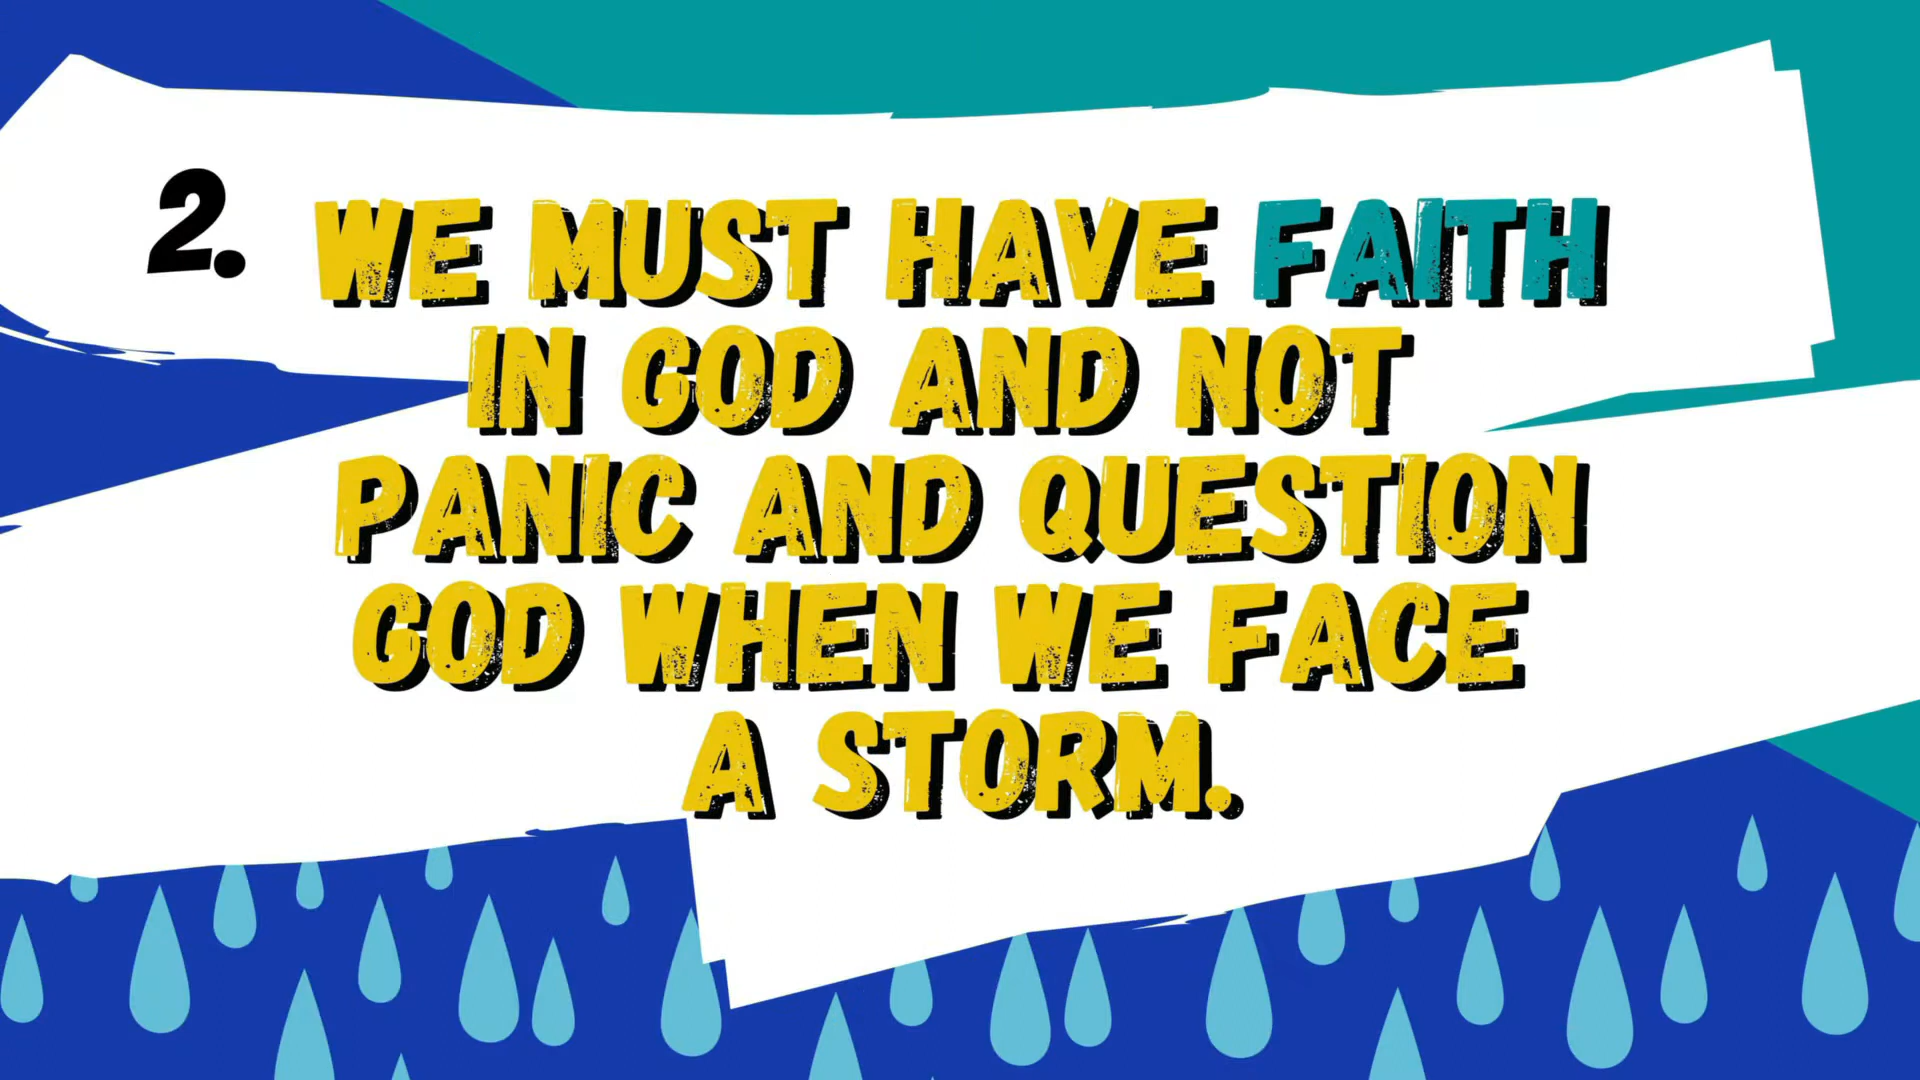 2. WE MUST HAVE FAITH
IN GOD AND NOT
PANIC AND QUESTION
GOD WHEN WE FACE
A STORM.